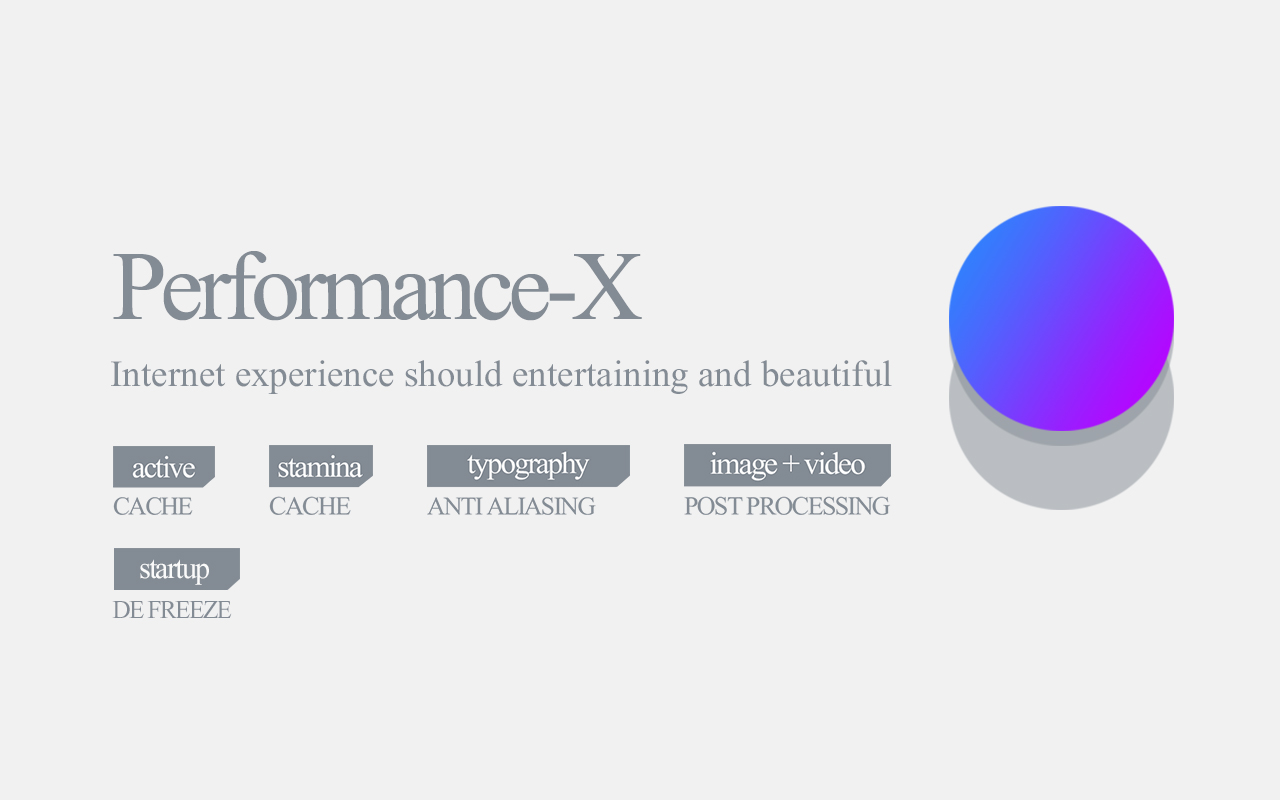 Performance-X
Internet experience should entertaining and beautiful
active stamina typography image + video
CACHE CACHE ANTI ALIASING POST PROCESSING
startup
DE FREEZE